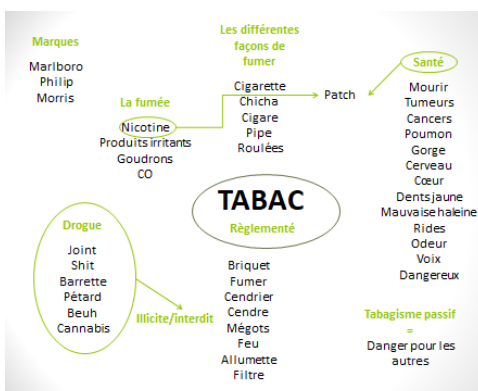 Marques
Marlboro
Philip
Morris
La fumée
Nicotine
Produits irritants
Goudrons
CO
Les différentes
façons de
fumer
Cigarette
Chicha
Cigare
Pipe
Roulées
Patch
Santé
Mourir
Tumeurs
Cancers
Poumon
Gorge
Cerveau
Cœur
Dents jaune
Mauvaise haleine
Rides
Odeur
Voix
Dangereux
TABAC
Règlementé
Drogue
Joint
Shit
Barrette
Pétard
Beuh
Cannabis
Illicite/interdit
Briquet
Fumer
Cendrier
Cendre
Mégots
Feu
Allumette
Filtre
Tabagisme passif
=
Danger pour les
autres